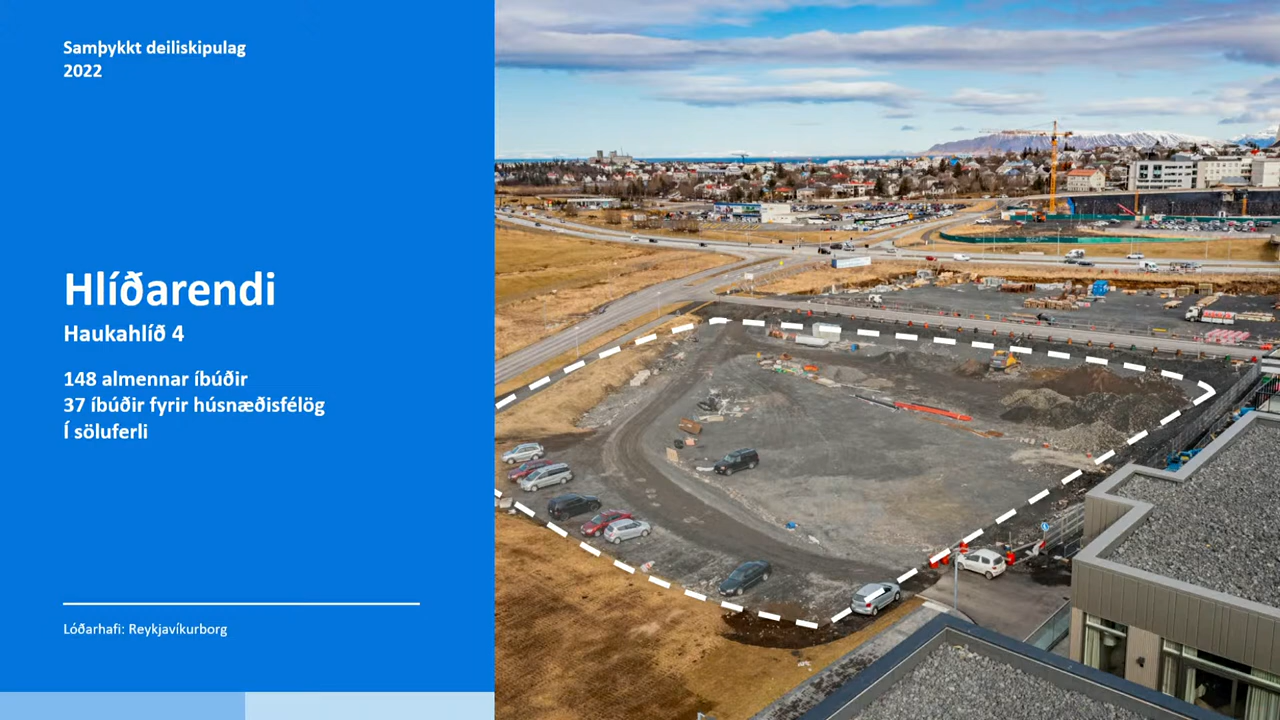 Samþykkt deiliskipulag
2022
Hlíðarendi
Haukahlíð 4
148 almennar íbúðir
37 íbúðir fyrir húsnæðisfélög
Í söluferli
Lóðarhafi: Reykjavíkurborg